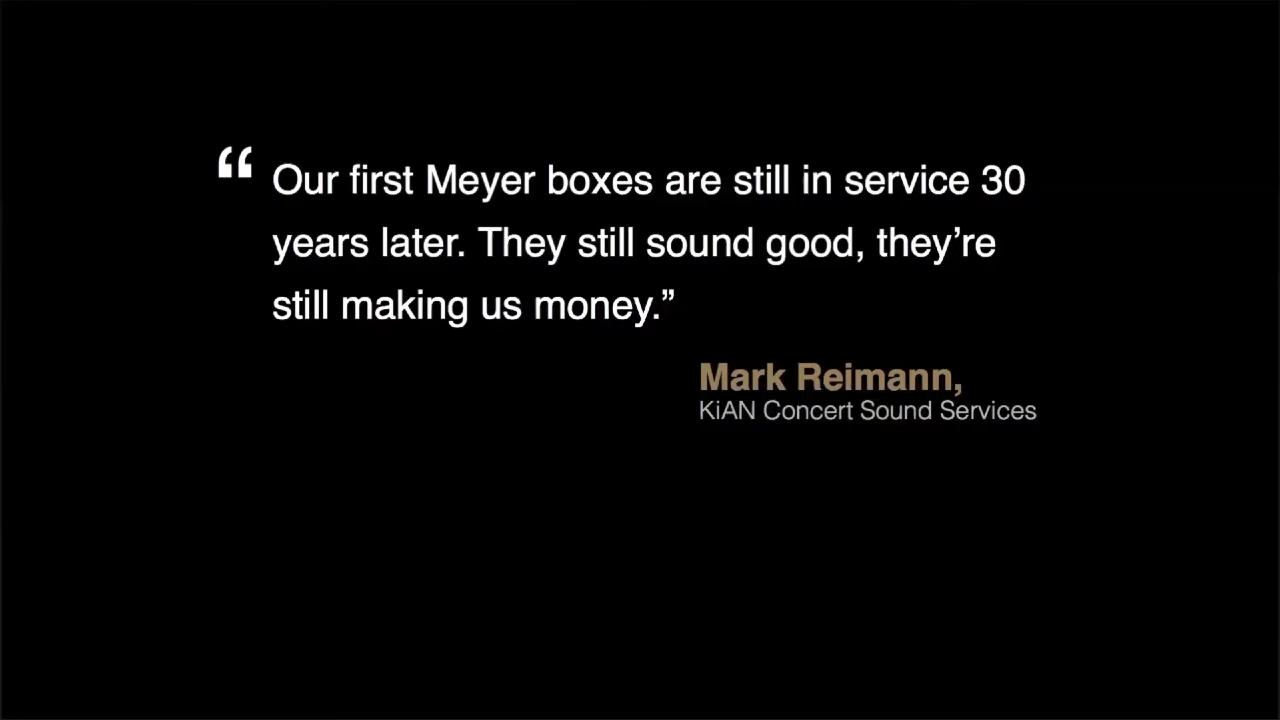 “Our first Meyer boxes are still in service 30
years later. They still sound good, they’re
still making us money.”
Mark Reimann,
KiAN Concert Sound Services